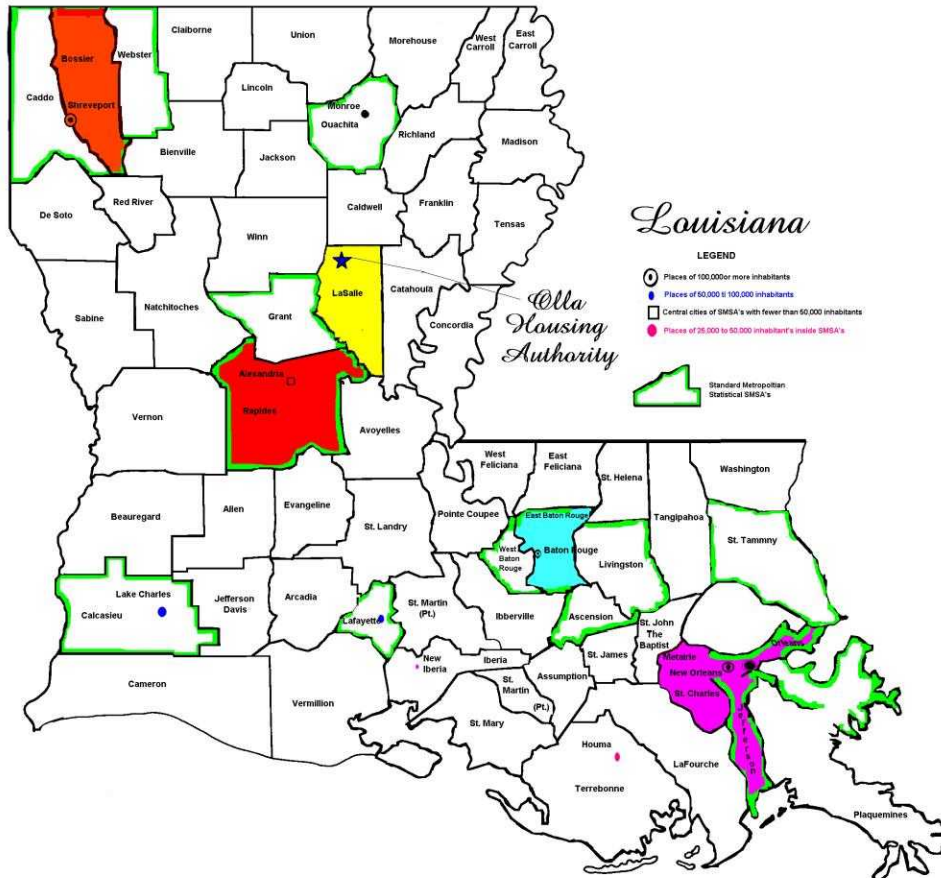 Claiborne
Union
Morehouse
West
Carroll
East
Carroll
Bossier
Webster
Caddo
Shreveport
Lincoln
Monroe
Ouachita
Richland
Madison
Bienville
Jackson
De Soto
Red River
Caldwell
Franklin
Tensas
Winn
Louisiana
LEGEND
Places of 100,000or more inhabitants
Places of 50,000 ti 100,000 inhabitants
Central cities of SMSA's with fewer than 50,000 inhabitants
Places of 25,000 to 50,000 inhabitant's inside SMSA's
Standard Metropoltian
Statistical SMSA's
Sabine
Natchitoches
Grant
LaSalle
Catahoula
Concordia
Olla
Housing
Authority
Alexandria
Rapides
Vernon
Avoyelles
West
Feliciana
East
Feliciana
St. Helena
Washington
Beauregard
Allen
Evangeline
St. Landry
Pointe Coupee
East Baton Rouge
Tangipahoa
St. Tammny
West
Baton
Rouge
Baton Rouge
Livingston
Lake Charles
Calcasieu
Jefferson
Davis
Arcadia
Lafayette
St. Martin
(Pt.)
Ibberville
Ascension
St. John
The
Baptist
Cameron
Vermillion
New
Iberia
Iberia
St.
Martin
(Pt.)
Assumption
St. James
Metairie
Orleans
New Orleans
St. Charles
Jefferson
St. Mary
Houma
Terrebonne
LaFourche
Plaquemines